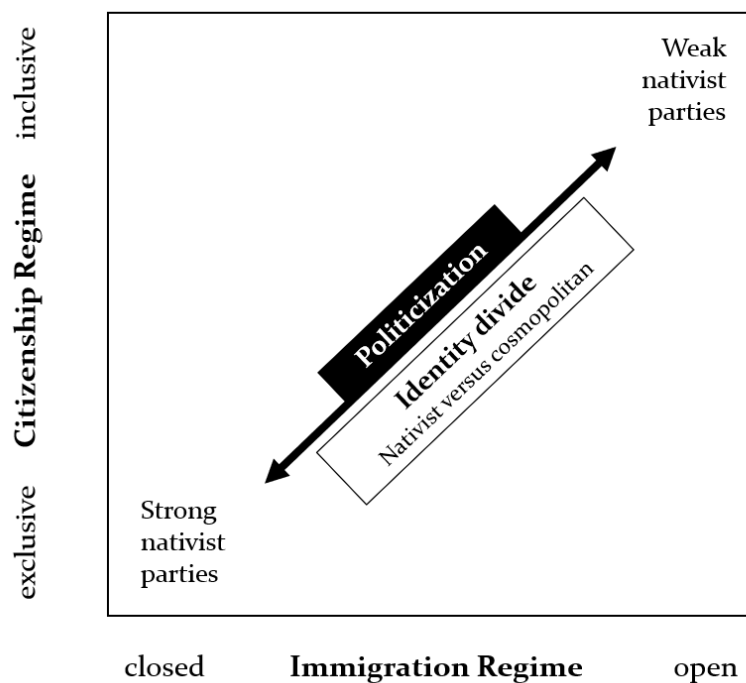 Weak
nativist
parties
inclusive
Citizenship Regime
exclusive
Politicization
Identity divide
Nativist versus cosmopolitan
Strong
nativist
parties
closed
Immigration Regime
open